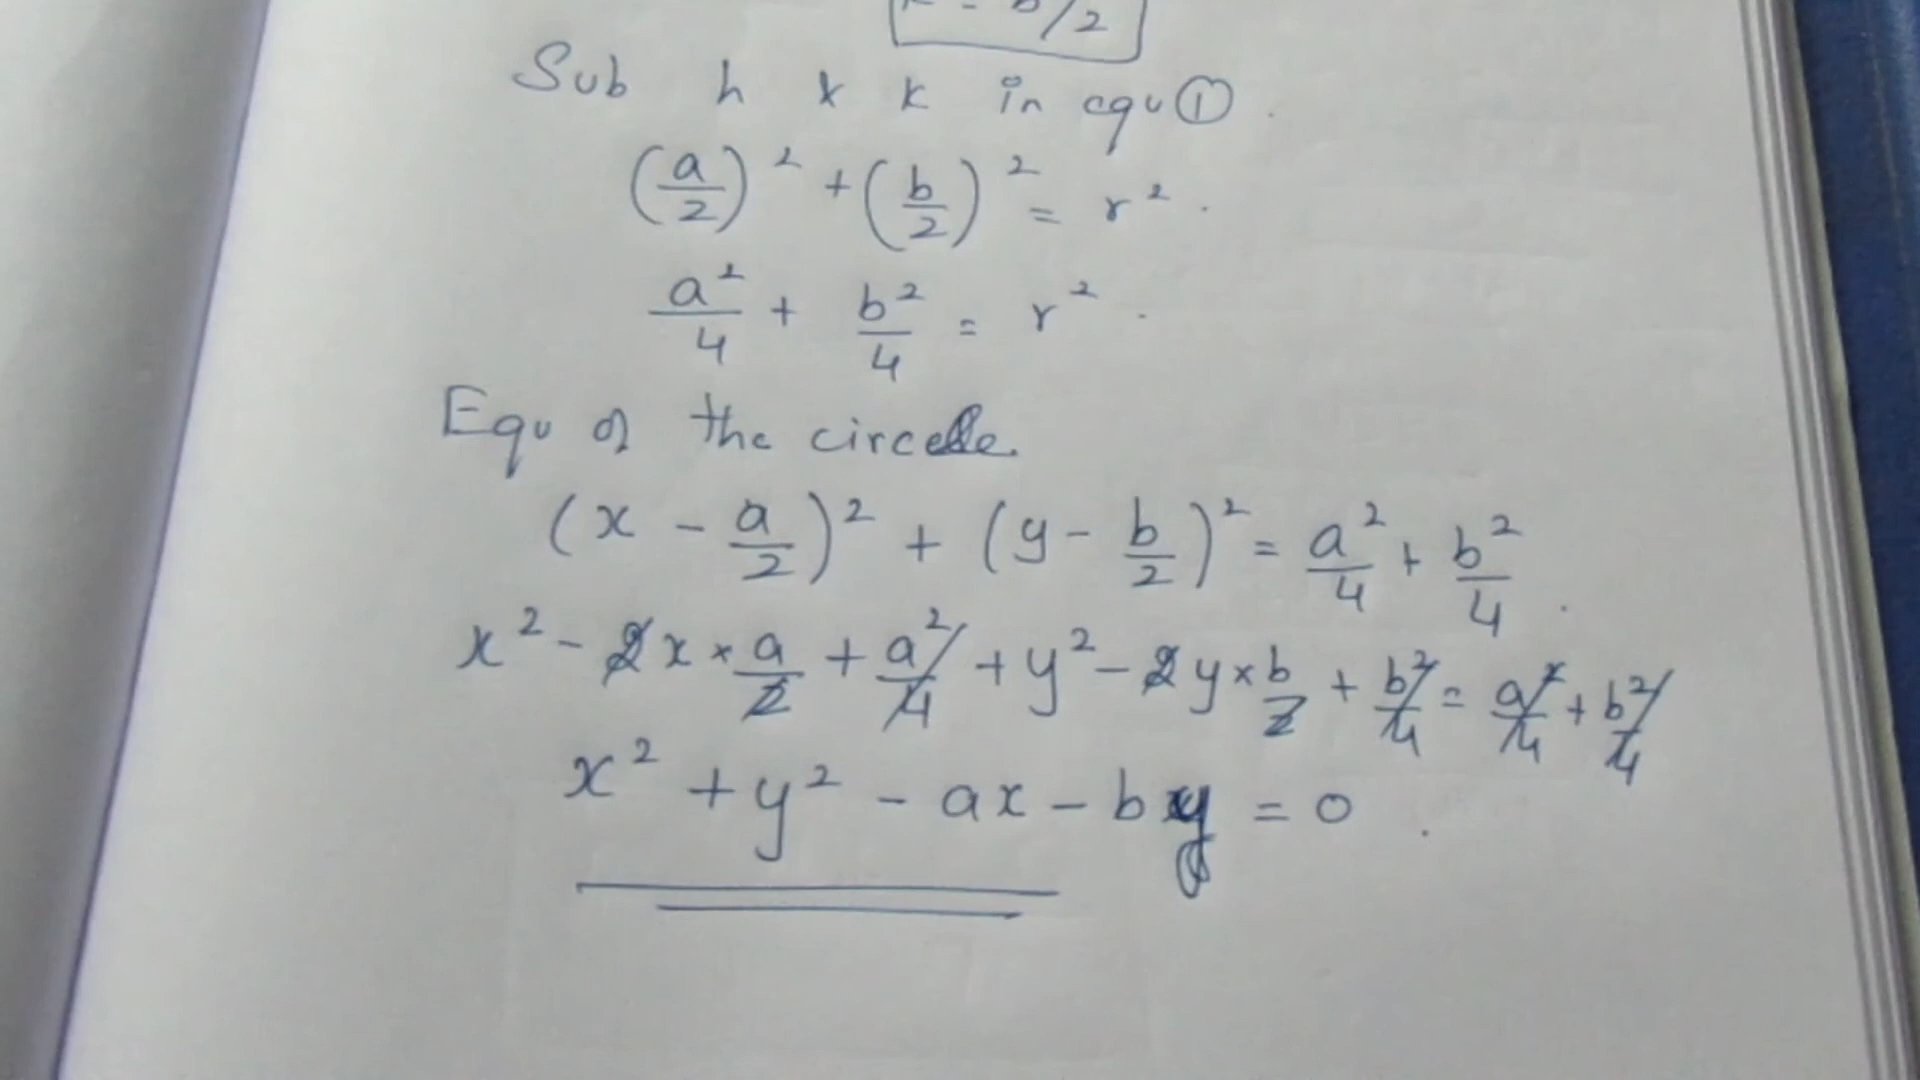 k = b/2
Sub h & k in equ ①.
(a/2)² + (b/2)² = r².
a²/4 + b²/4 = r².
Equ of the circle.
(x - a/2)² + (y - b/2)² = a²/4 + b²/4.
x² - 2x × a/2 + a²/4 + y² - 2y × b/2 + b²/4 = a²/4 + b²/4
x² + y² - ax - by = 0.